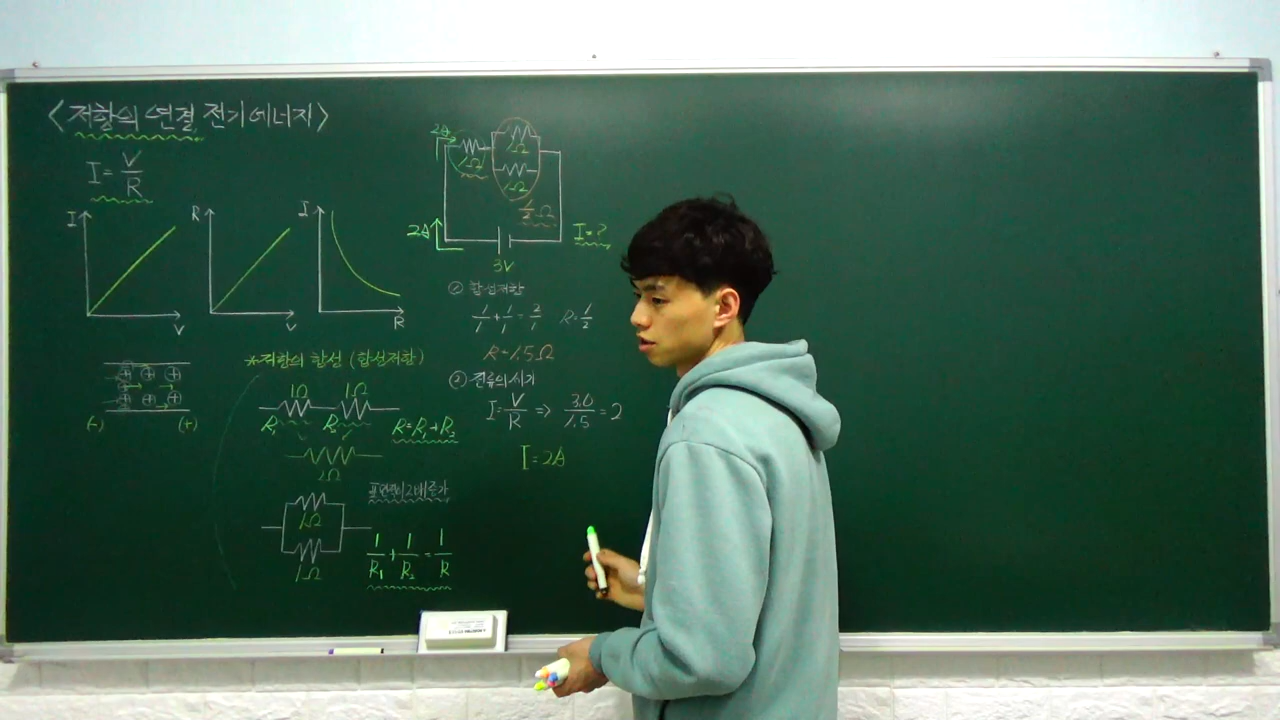 <저항의 연결, 전기에너지>
I = V/R
I
V
R
V
I
R
(-)
(+)
*저항의 합성 (합성저항)
1Ω 1Ω
R₁ R₂
R=R₁+R₂
2Ω
1Ω
1Ω
1/R₁ + 1/R₂ = 1/R
2A
1Ω
1Ω
1Ω
1/2 Ω
2A
I=?
3V
① 합성저항
1/1 + 1/1 = 2/1 R=1/2
R=1.5Ω
② 전류의 세기
I=V/R => 3.0/1.5 = 2
I=2A